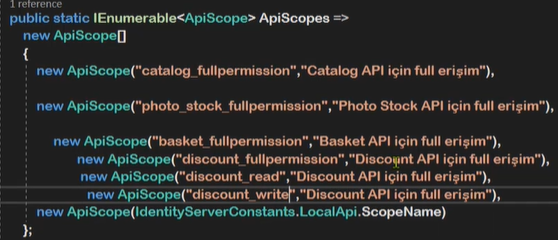 1 reference
public static IEnumerable<ApiScope> ApiScopes =>
new ApiScope[]
{
new ApiScope("catalog_fullpermission","Catalog API için full erişim"),
new ApiScope("photo_stock_fullpermission","Photo Stock API için full erişim"),
new ApiScope("basket_fullpermission","Basket API için full erişim"),
new ApiScope("discount_fullpermission","Discount API için full erişim"),
new ApiScope("discount_read","Discount API için full erişim"),
new ApiScope("discount_write","Discount API için full erişim"),
new ApiScope(IdentityServerConstants.LocalApi.ScopeName)
};